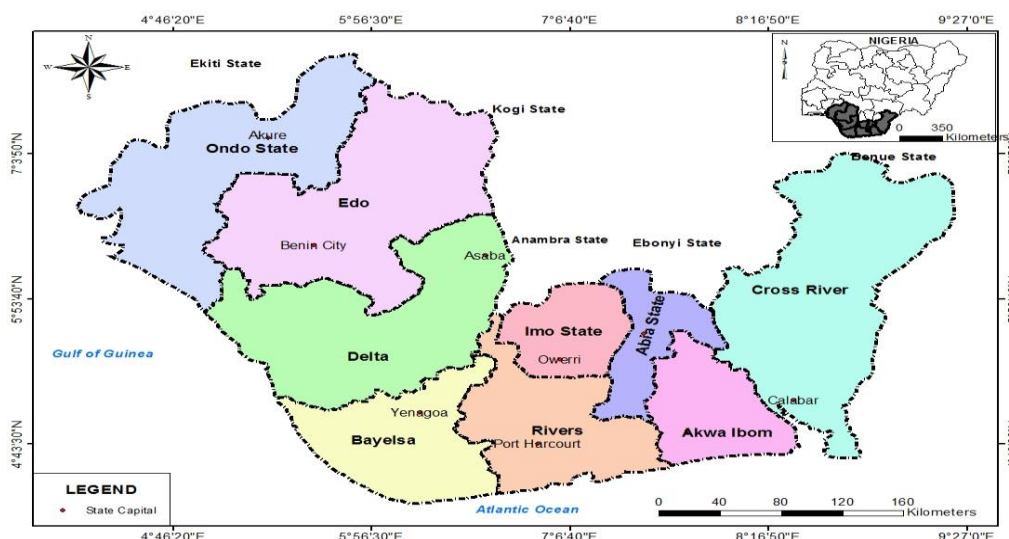 4°46'20"E 5°56'30"E 7°6'40"E 8°16'50"E 9°27'0"E
N
W E
S
Ekiti State
Kogi State
NIGERIA
N
0 350
Kilometers
Benue State
7°3'50"N
Akure
Ondo State
Edo
Benin City
Asaba
Anambra State
Ebonyi State
5°53'40"N
Cross River
Imo State
Abia State
Owerri
Gulf of Guinea
Delta
Calabar
Yenagoa
Bayelsa
Rivers
Port Harcourt
Akwa Ibom
4°43'30"N
LEGEND
State Capital
Atlantic Ocean
0 40 80 120 160
Kilometers
4°46'20"E 5°56'30"E 7°6'40"E 8°16'50"E 9°27'0"E